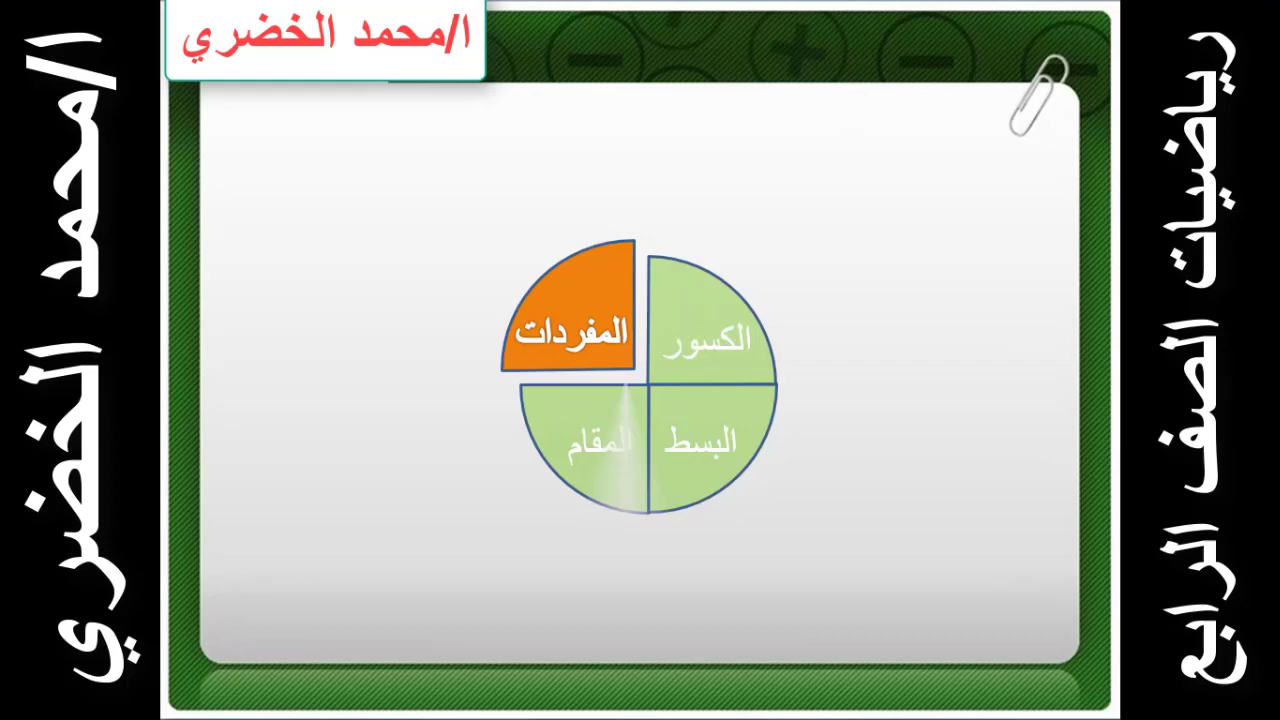 ا/محمد الخضري
رياضيات الصف الرابع
ا/محمد الخضري
المفردات
الكسور
البسط
المقام